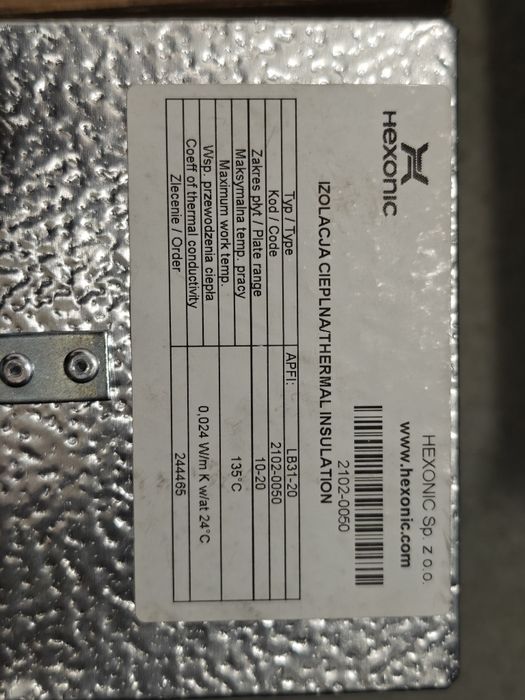 HEXONIC
HEXONIC Sp. z o.o.
www.hexonic.com
2102-0050
IZOLACJA CIEPLNA/THERMAL INSULATION
Typ / Type APFI: LB31-20
Kod / Code 2102-0050
Zakres płyt / Plate range 10-20
Maksymalna temp. pracy
Maximum work temp. 135°C
Wsp. przewodzenia ciepła
Coeff of thermal conductivity 0,024 W/m K w/at 24°C
Zlecenie / Order 244465